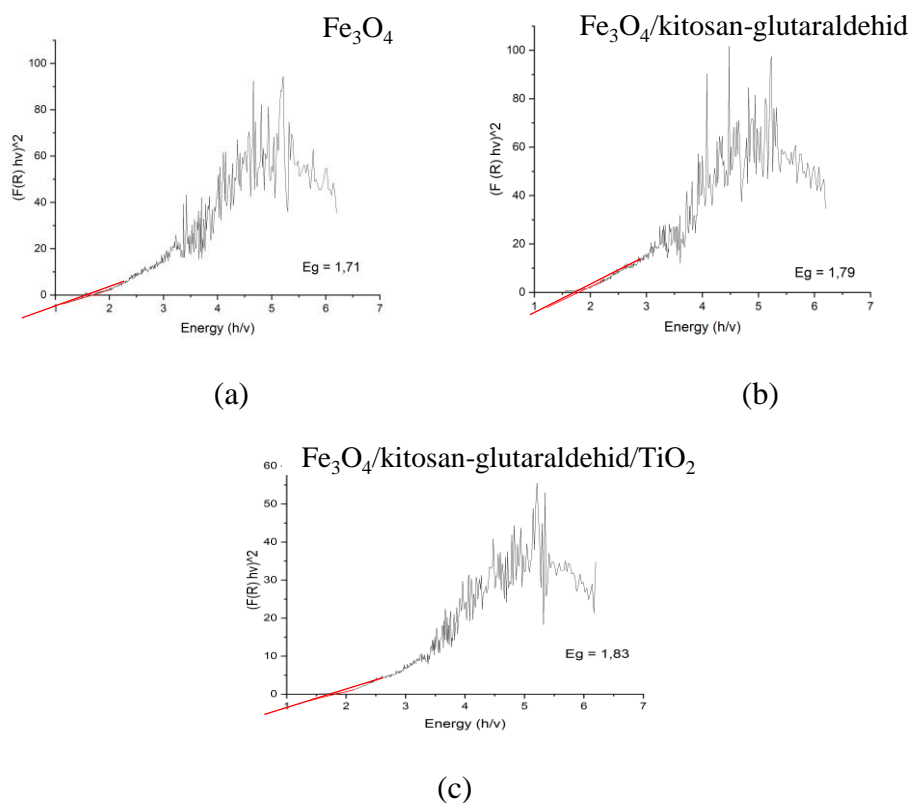 Fe₃O₄
(F(R) hv)^2
100
80
60
40
20
0
Eg = 1,71
1 2 3 4 5 6 7
Energy (h/v)
(a)
Fe₃O₄/kitosan-glutaraldehid
(F (R) hv)^2
100
80
60
40
20
0
Eg = 1,79
1 2 3 4 5 6 7
Energy (h/v)
(b)
Fe₃O₄/kitosan-glutaraldehid/TiO₂
(F(R) hv)^2
60
50
40
30
20
10
0
Eg = 1,83
1 2 3 4 5 6 7
Energy (h/v)
(c)